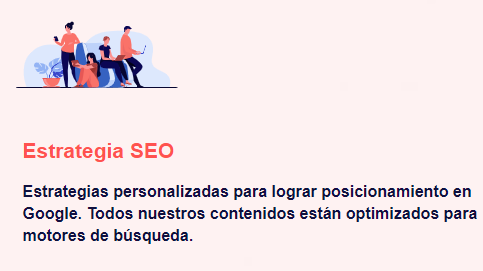 Estrategia SEO
Estrategias personalizadas para lograr posicionamiento en
Google. Todos nuestros contenidos están optimizados para
motores de búsqueda.